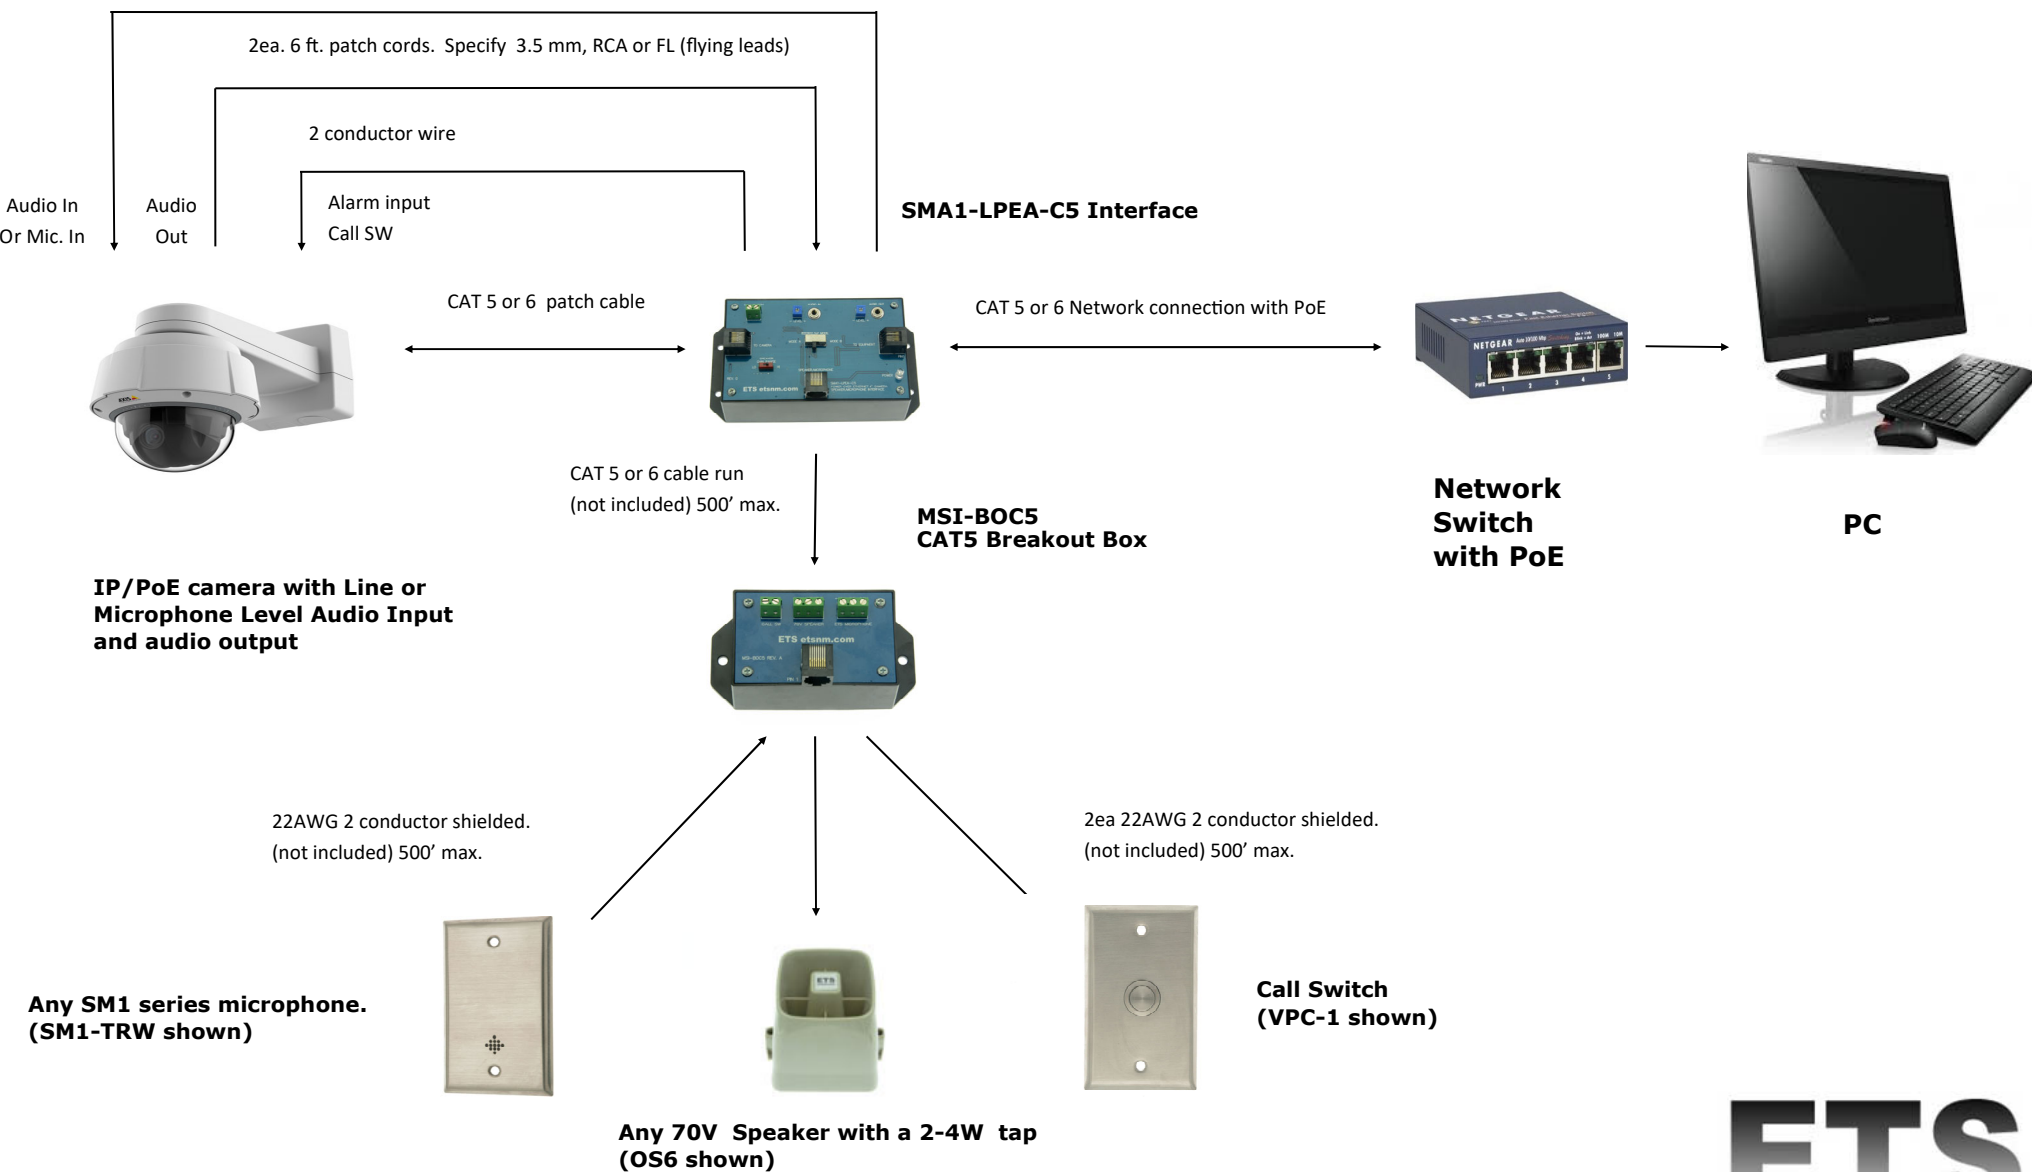 2ea. 6 ft. patch cords. Specify 3.5 mm, RCA or FL (flying leads)
2 conductor wire
Audio In
Or Mic. In
Audio
Out
Alarm input
Call SW
SMA1-LPEA-C5 Interface
CAT 5 or 6 patch cable
CAT 5 or 6 Network connection with PoE
NETGEAR
NETGEAR
1 2 3 4 5
ETS etsnm.com
CAT 5 or 6 cable run
(not included) 500’ max.
MSI-BOC5
CAT5 Breakout Box
Network
Switch
with PoE
PC
IP/PoE camera with Line or
Microphone Level Audio Input
and audio output
ETS etsnm.com
22AWG 2 conductor shielded.
(not included) 500’ max.
2ea 22AWG 2 conductor shielded.
(not included) 500’ max.
Any SM1 series microphone.
(SM1-TRW shown)
ETS
Call Switch
(VPC-1 shown)
Any 70V Speaker with a 2-4W tap
(OS6 shown)
ETS